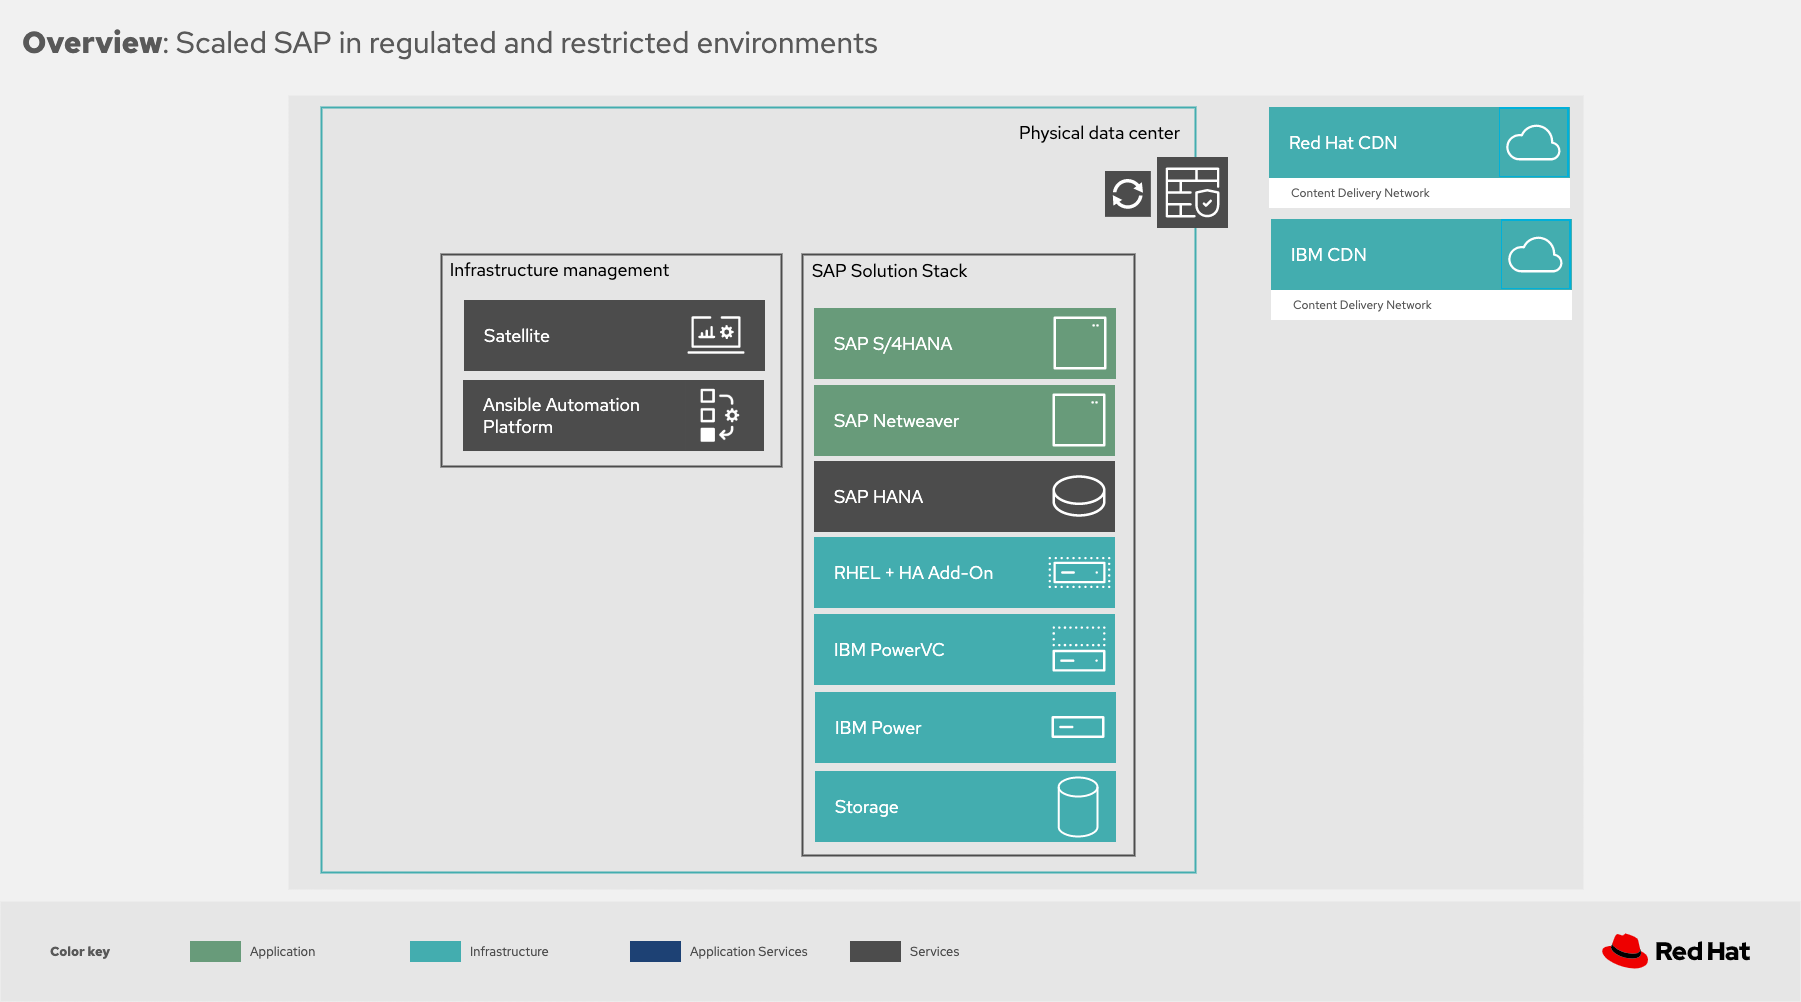 Overview: Scaled SAP in regulated and restricted environments
Physical data center
Red Hat CDN
Content Delivery Network
IBM CDN
Content Delivery Network
Infrastructure management
Satellite
Ansible Automation
Platform
SAP Solution Stack
SAP S/4HANA
SAP Netweaver
SAP HANA
RHEL + HA Add-On
IBM PowerVC
IBM Power
Storage
Color key
Application
Infrastructure
Application Services
Services
Red Hat